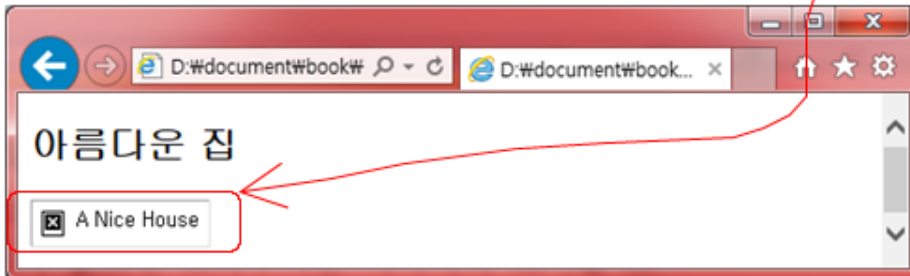 D:₩document₩book₩
D:₩document₩book...
아름다운 집
A Nice House